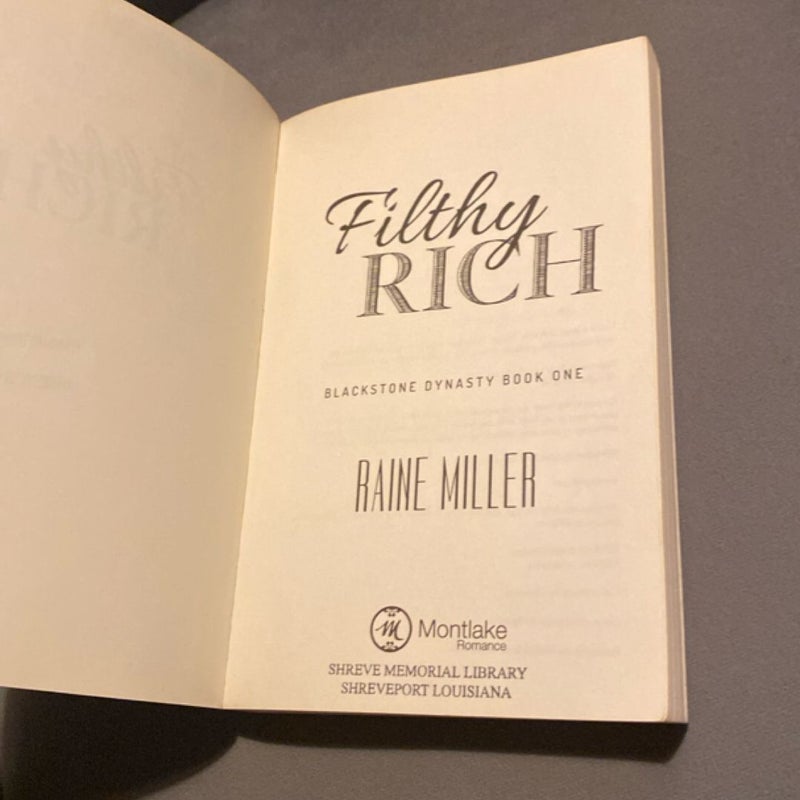 Filthy
RICH
BLACKSTONE DYNASTY BOOK ONE
RAINE MILLER
Montlake
Romance
SHREVE MEMORIAL LIBRARY
SHREVEPORT LOUISIANA